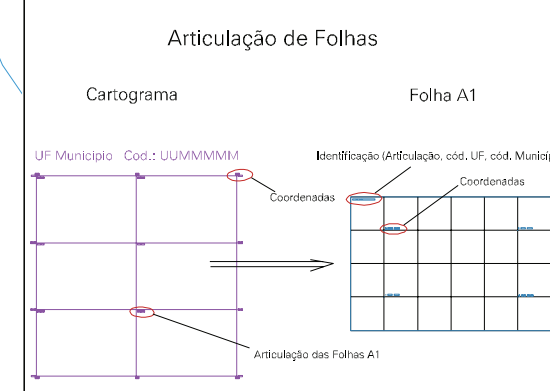 Articulação de Folhas
Cartograma
Folha A1
UF Municipio Cod.: UUMMMMM
Identificação (Articulação, cód. UF, cód. Municíp
Coordenadas
Coordenadas
Articulação das Folhas A1